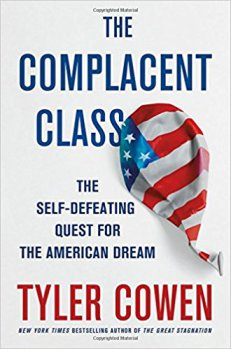 THE
COMPLACENT
CLASS
THE
SELF-DEFEATING
QUEST FOR
THE AMERICAN DREAM
TYLER COWEN
NEW YORK TIMES BESTSELLING AUTHOR OF THE GREAT STAGNATION